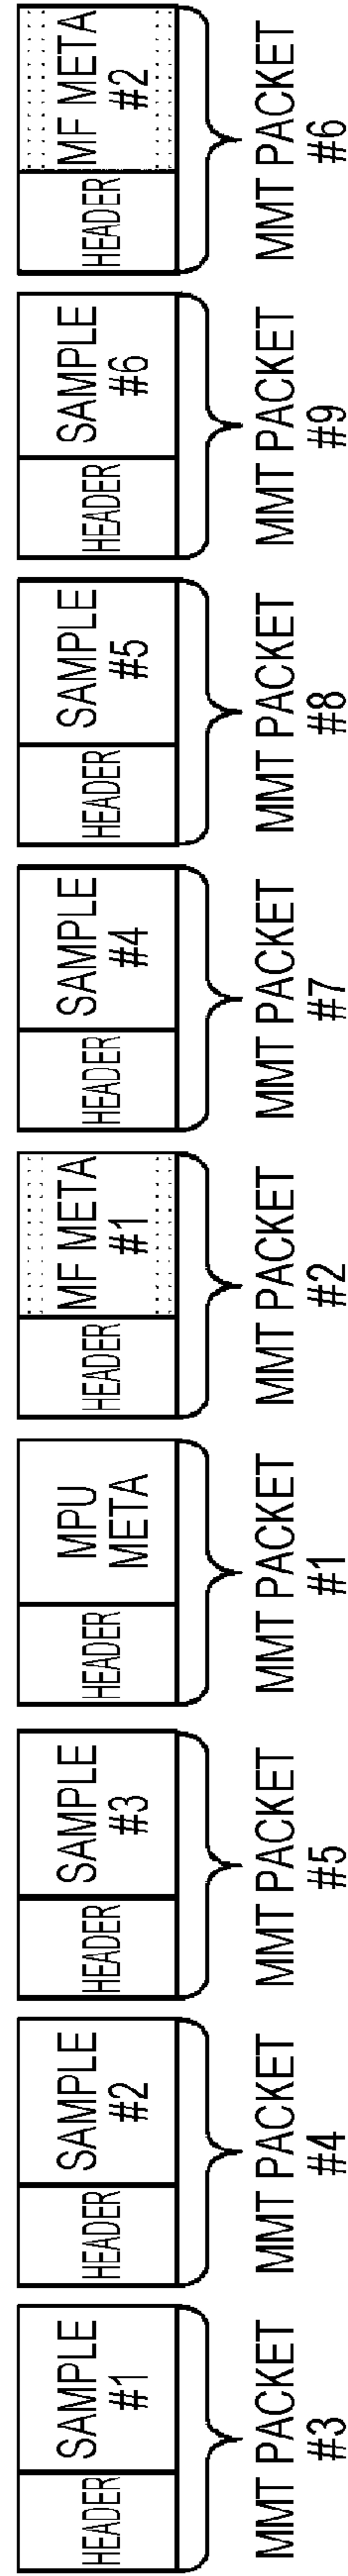 HEADER
SAMPLE
#1
MMT PACKET
#3
HEADER
SAMPLE
#2
MMT PACKET
#4
HEADER
SAMPLE
#3
MMT PACKET
#5
HEADER
MPU
META
MMT PACKET
#1
HEADER
MF META
#1
MMT PACKET
#2
HEADER
SAMPLE
#4
MMT PACKET
#7
HEADER
SAMPLE
#5
MMT PACKET
#8
HEADER
SAMPLE
#6
MMT PACKET
#9
HEADER
MF META
#2
MMT PACKET
#6